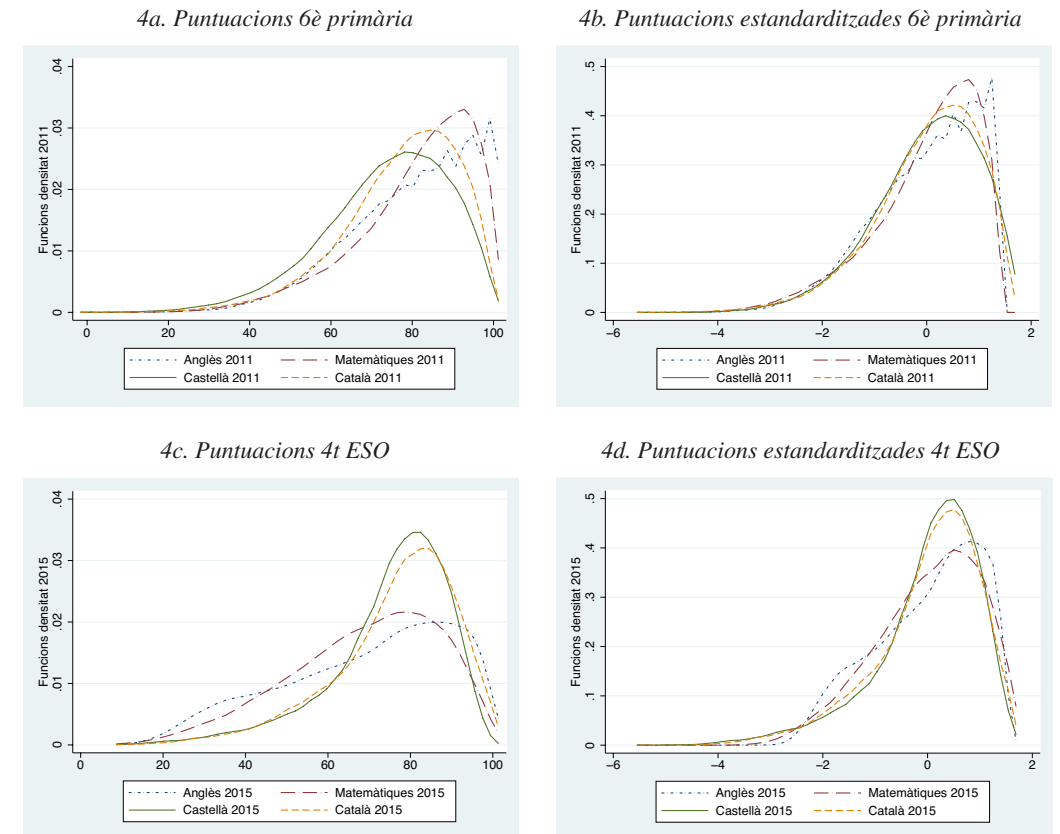 4a. Puntuacions 6è primària
Funcions densitat 2011
.04
.03
.02
.01
0
0 20 40 60 80 100
Anglès 2011 Matemàtiques 2011
Castellà 2011 Català 2011
4b. Puntuacions estandarditzades 6è primària
Funcions densitat 2011
.5
.4
.3
.2
.1
0
−6 −4 −2 0 2
Anglès 2011 Matemàtiques 2011
Castellà 2011 Català 2011
4c. Puntuacions 4t ESO
Funcions densitat 2015
.04
.03
.02
.01
0
0 20 40 60 80 100
Anglès 2015 Matemàtiques 2015
Castellà 2015 Català 2015
4d. Puntuacions estandarditzades 4t ESO
Funcions densitat 2015
.5
.4
.3
.2
.1
0
−6 −4 −2 0 2
Anglès 2015 Matemàtiques 2015
Castellà 2015 Català 2015